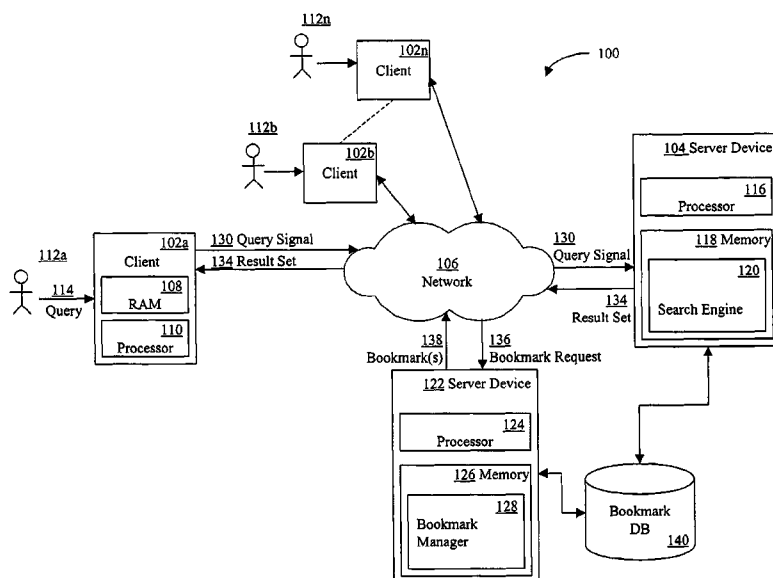 112n
102n
Client
100
112b
102b
Client
104 Server Device
116
Processor
118 Memory
120
Search Engine
112a
114
Query
102a
Client
108
RAM
110
Processor
130 Query Signal
134 Result Set
106
Network
130
Query Signal
134
Result Set
138
Bookmark(s)
136
Bookmark Request
122 Server Device
124
Processor
126 Memory
128
Bookmark
Manager
Bookmark
DB
140